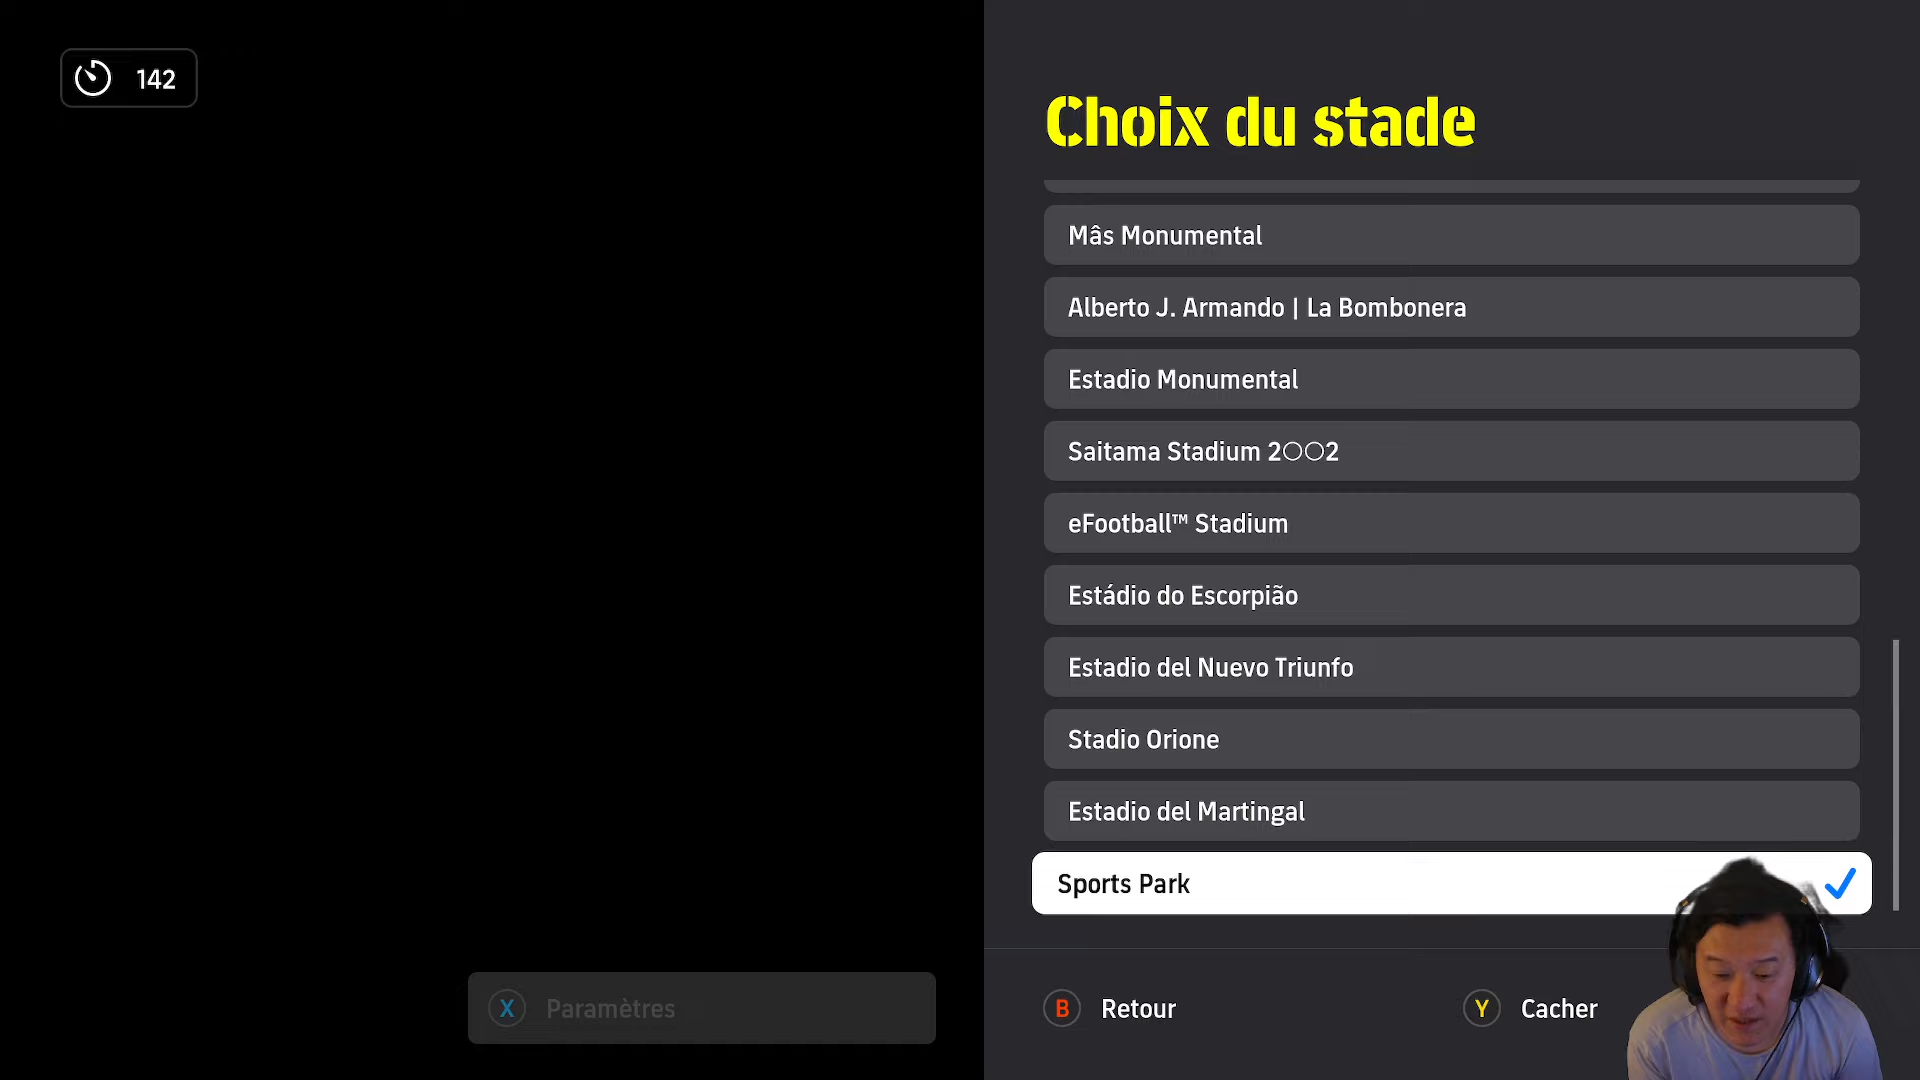 142
Choix du stade
Mâs Monumental
Alberto J. Armando | La Bombonera
Estadio Monumental
Saitama Stadium 2○○2
eFootball™ Stadium
Estádio do Escorpião
Estadio del Nuevo Triunfo
Stadio Orione
Estadio del Martingal
Sports Park
X Paramètres
B Retour
Y Cacher